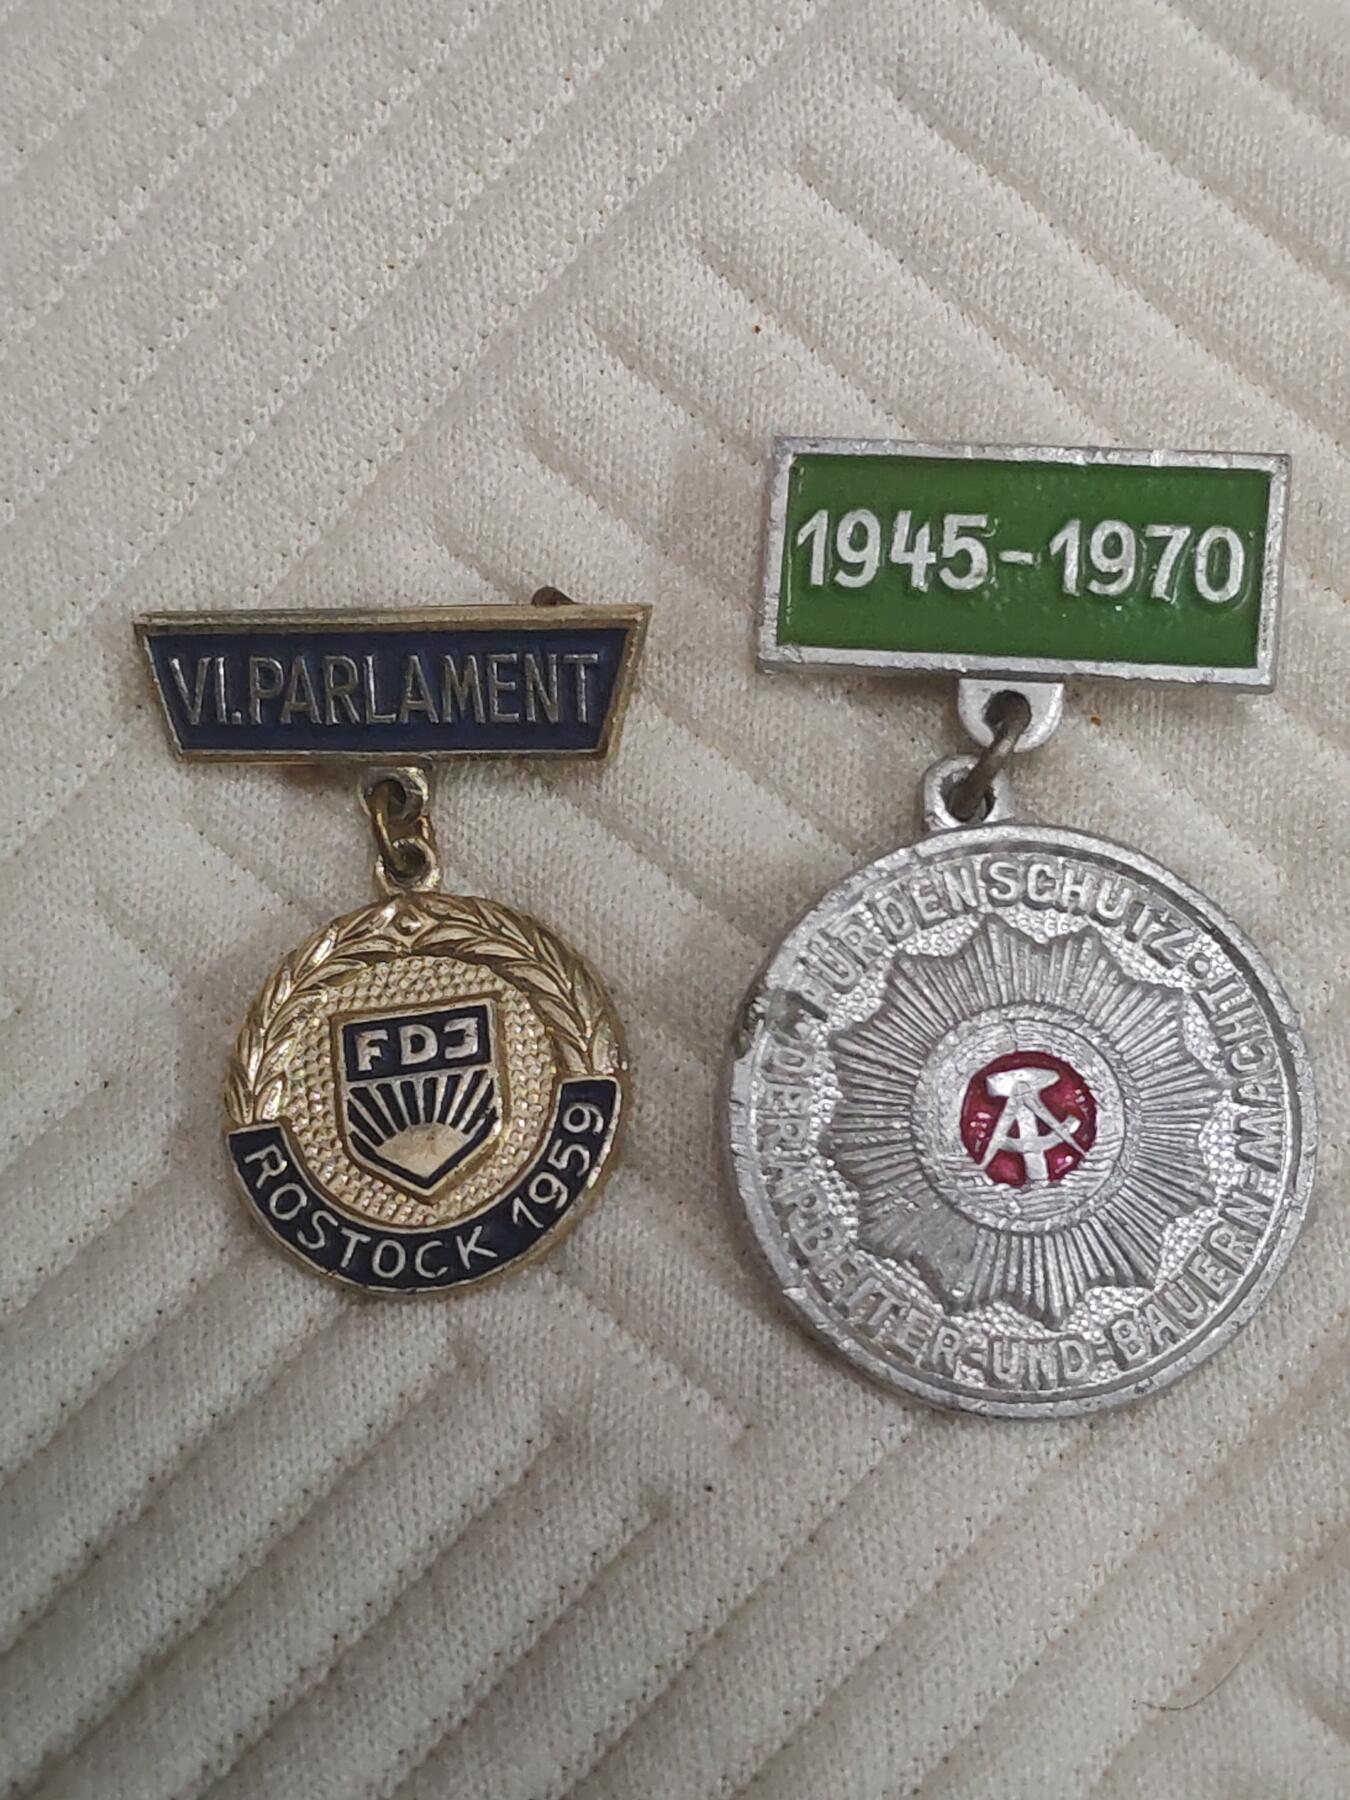 VI.PARLAMENT
FDJ
ROSTOCK 1959
1945-1970
FÜR DEN SCHUTZ • DER ARBEITER-UND-BAUERN-MACHT